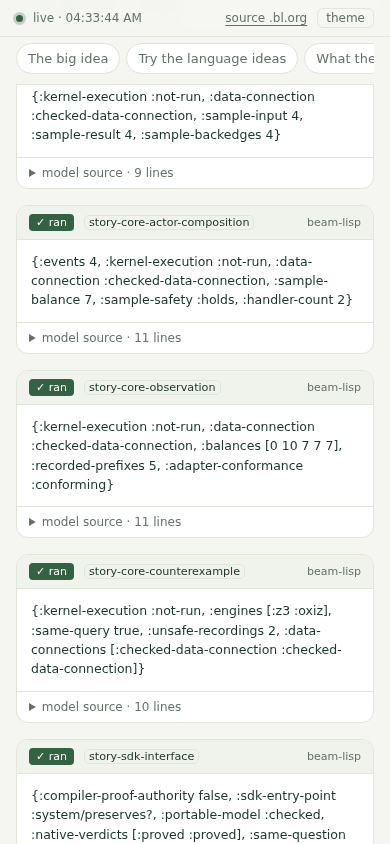 live · 04:33:44 AM source .bl.org theme
The big idea Try the language ideas What the
{:kernel-execution :not-run, :data-connection
:checked-data-connection, :sample-input 4,
:sample-result 4, :sample-backedges 4}
▶ model source · 9 lines
✓ ran story-core-actor-composition beam-lisp
{:events 4, :kernel-execution :not-run, :data-
connection :checked-data-connection, :sample-
balance 7, :sample-safety :holds, :handler-count 2}
▶ model source · 11 lines
✓ ran story-core-observation beam-lisp
{:kernel-execution :not-run, :data-connection
:checked-data-connection, :balances [0 10 7 7 7],
:recorded-prefixes 5, :adapter-conformance
:conforming}
▶ model source · 11 lines
✓ ran story-core-counterexample beam-lisp
{:kernel-execution :not-run, :engines [:z3 :oxiz],
:same-query true, :unsafe-recordings 2, :data-
connections [:checked-data-connection :checked-
data-connection]}
▶ model source · 10 lines
✓ ran story-sdk-interface beam-lisp
{:compiler-proof-authority false, :sdk-entry-point
:system/preserves?, :portable-model :checked,
:native-verdicts [:proved :proved], :same-question